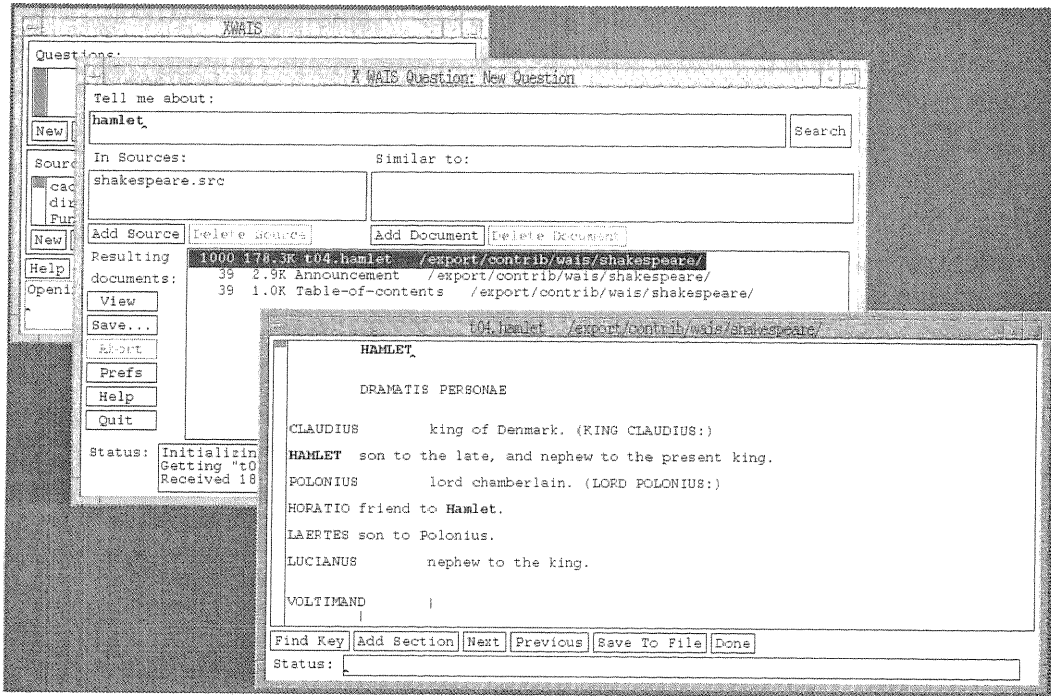 XWAIS
Questions:
New
Sourc
cac
dir
Fun
New
Help
Openi
X WAIS Question: New Question
Tell me about:
hamlet
Search
In Sources:
Similar to:
shakespeare.src
Add Source Delete Source
Add Document Delete Document
Resulting
documents:
1000 178.3K t04.hamlet /export/contrib/wais/shakespeare/
39 2.9K Announcement /export/contrib/wais/shakespeare/
39 1.0K Table-of-contents /export/contrib/wais/shakespeare/
View
Save...
Abort
Prefs
Help
Quit
Status:
Initializin
Getting "t0
Received 18
t04.hamlet /export/contrib/wais/shakespeare/
HAMLET
DRAMATIS PERSONAE
CLAUDIUS king of Denmark. (KING CLAUDIUS:)
HAMLET son to the late, and nephew to the present king.
POLONIUS lord chamberlain. (LORD POLONIUS:)
HORATIO friend to Hamlet.
LAERTES son to Polonius.
LUCIANUS nephew to the king.
VOLTIMAND |
|
Find Key Add Section Next Previous Save To File Done
Status: